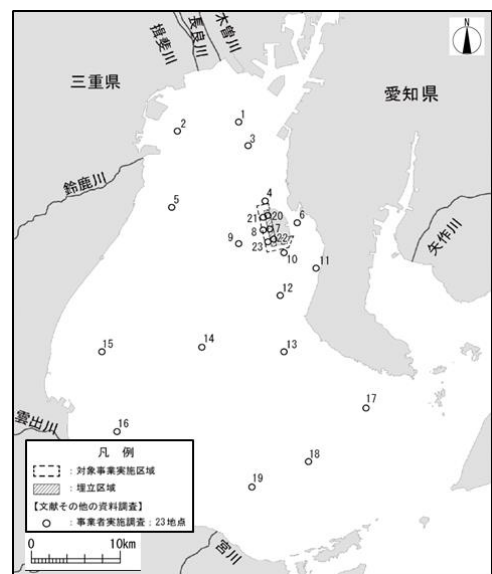 N
木曽川
長良川
揖斐川
三重県
愛知県
1
2
3
鈴鹿川
矢作川
4
5
20
21
6
8
17
22
7
9
23
10
11
12
13
14
15
16
17
18
19
雲出川
宮川
凡 例
：対象事業実施区域
：埋立区域
【文献その他の資料調査】
：事業者実施調査：23地点
0 10km